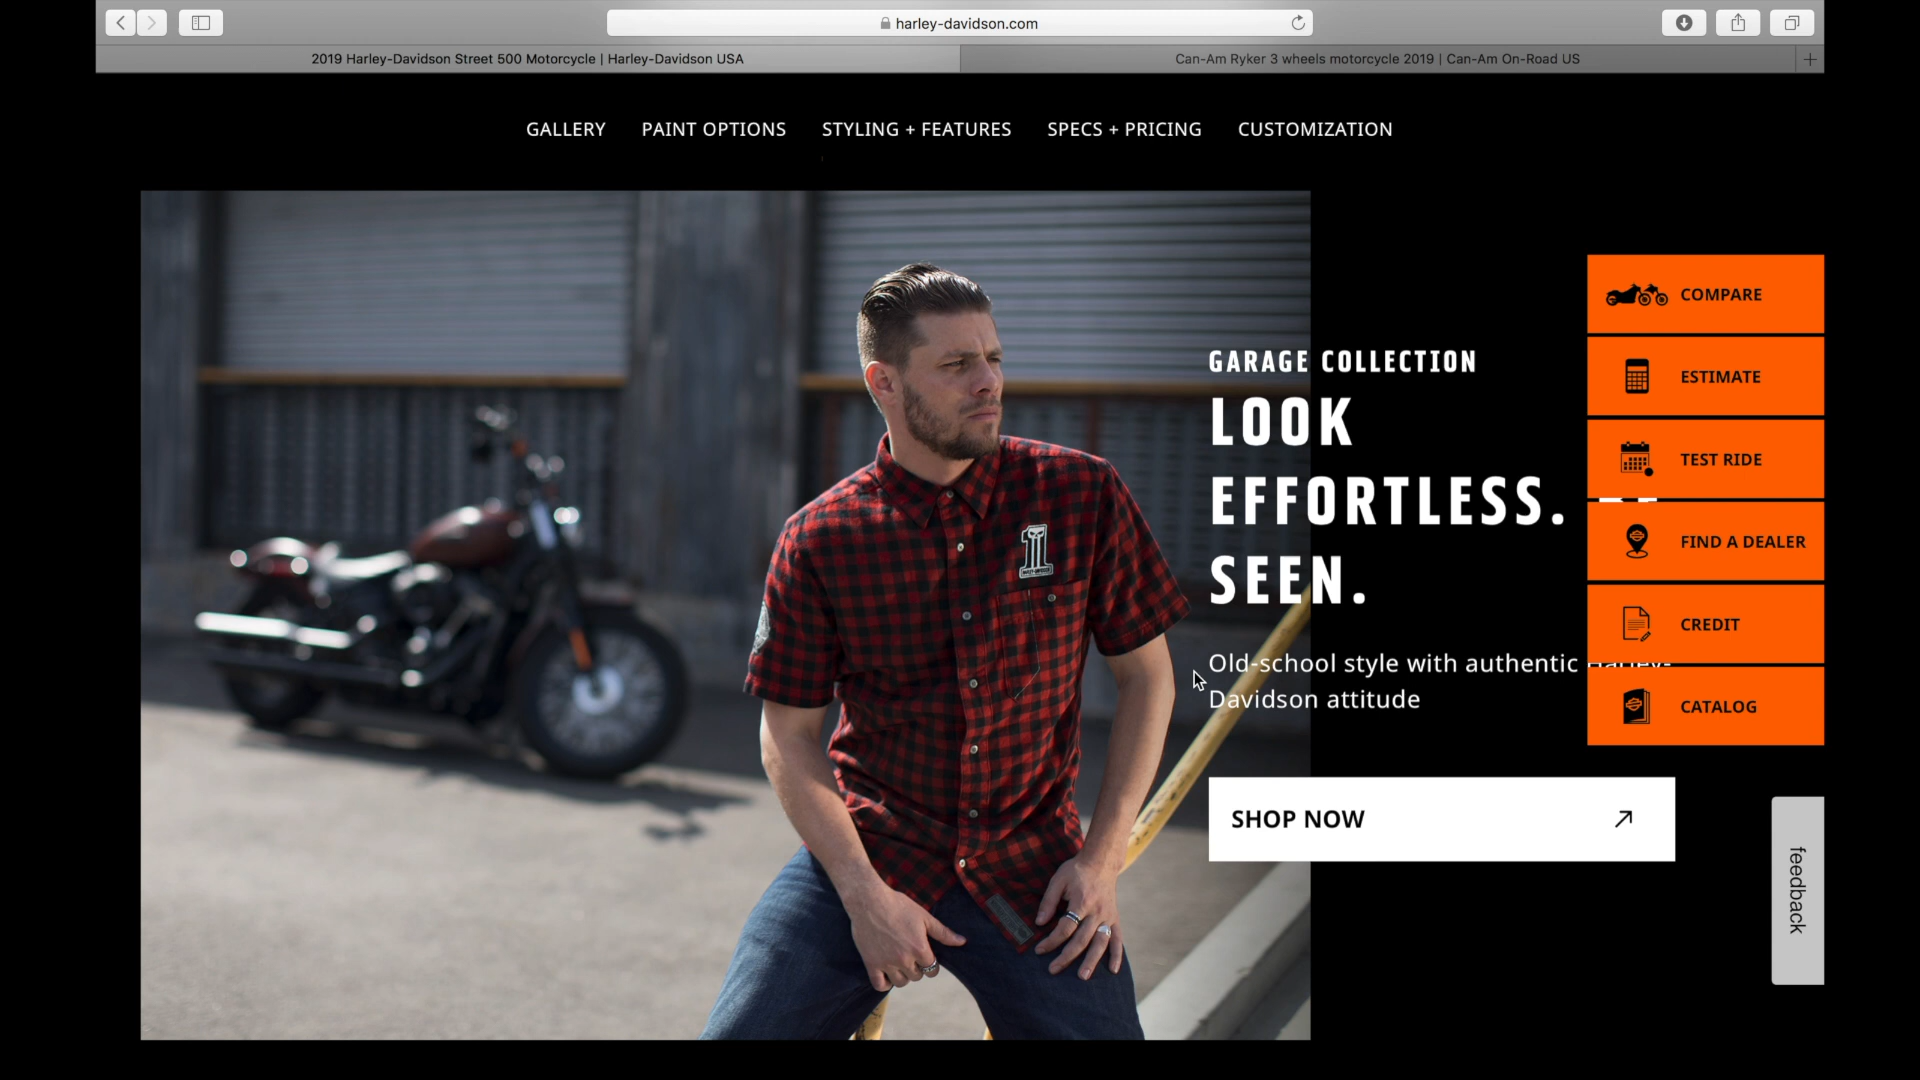 harley-davidson.com
2019 Harley-Davidson Street 500 Motorcycle | Harley-Davidson USA
Can-Am Ryker 3 wheels motorcycle 2019 | Can-Am On-Road US
GALLERY
PAINT OPTIONS
STYLING + FEATURES
SPECS + PRICING
CUSTOMIZATION
GARAGE COLLECTION
LOOK
EFFORTLESS.
SEEN.
Old-school style with authentic
Davidson attitude
SHOP NOW
COMPARE
ESTIMATE
TEST RIDE
FIND A DEALER
CREDIT
CATALOG
feedback
1